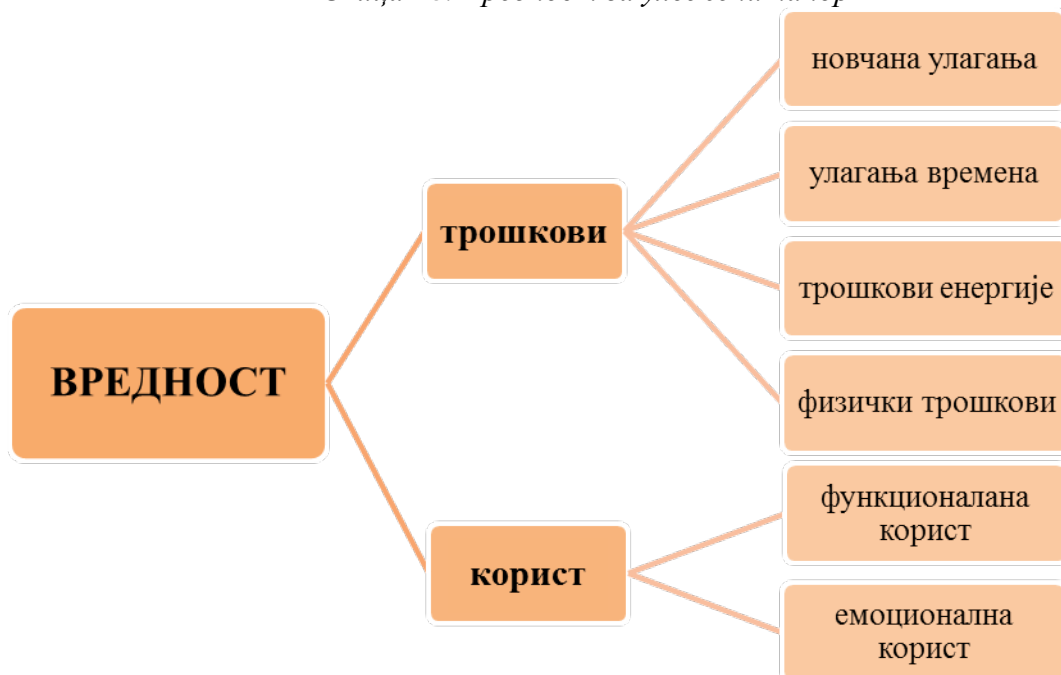 новчана улагања
улагања времена
трошкови
трошкови енергије
ВРЕДНОСТ
физички трошкови
функционалана
корист
корист
емоционална
корист